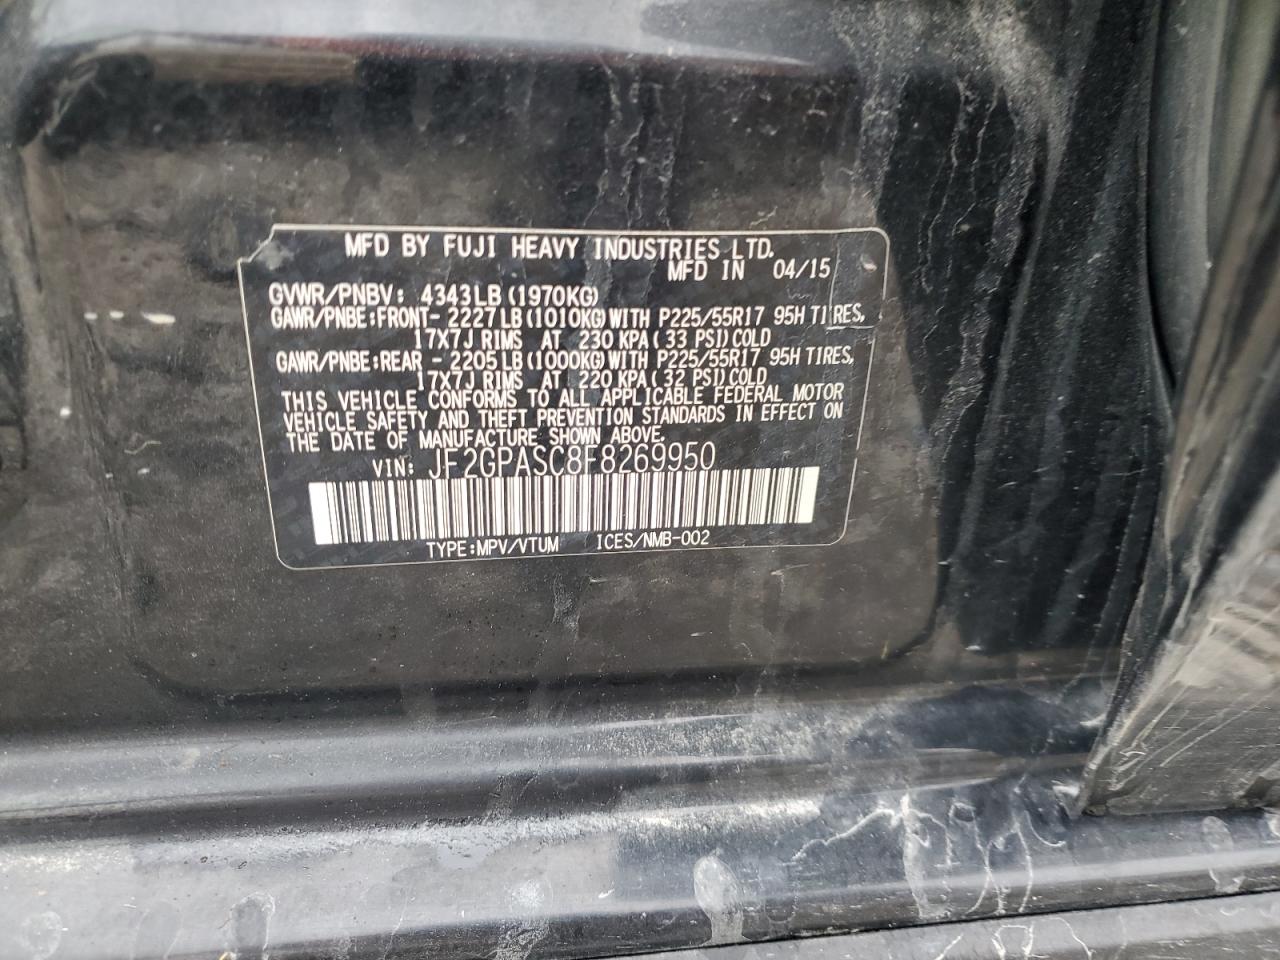 MFD BY FUJI HEAVY INDUSTRIES LTD.
MFD IN 04/15
GVWR/PNBV: 4343LB (1970KG)
GAWR/PNBE:FRONT- 2227LB(1010KG)WITH P225/55R17 95H TIRES,
17X7J RIMS AT 230 KPA(33 PSI)COLD
GAWR/PNBE:REAR - 2205LB(1000KG)WITH P225/55R17 95H TIRES,
17X7J RIMS AT 220 KPA(32 PSI)COLD
THIS VEHICLE CONFORMS TO ALL APPLICABLE FEDERAL MOTOR
VEHICLE SAFETY AND THEFT PREVENTION STANDARDS IN EFFECT ON
THE DATE OF MANUFACTURE SHOWN ABOVE.
VIN: JF2GPASC8F8269950
TYPE:MPV/VTUM ICES/NMB-002